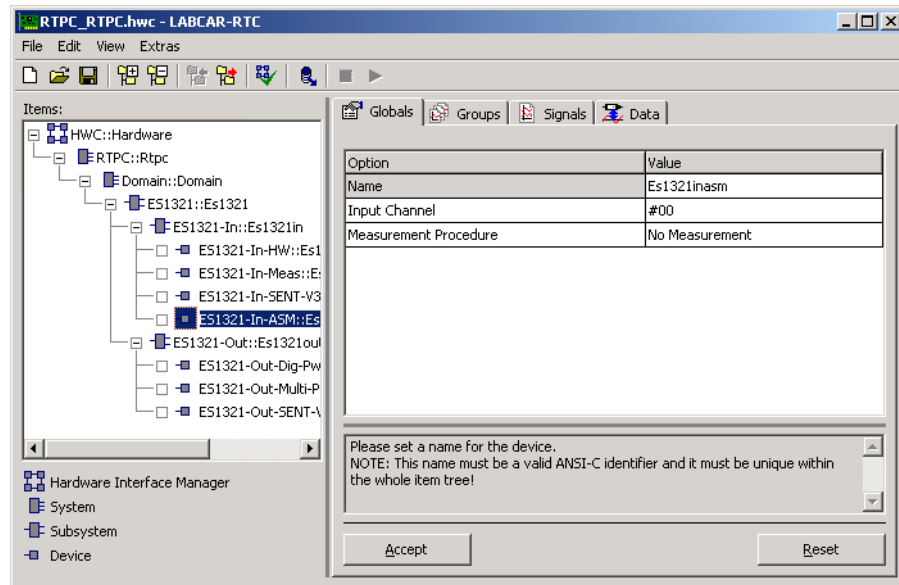 RTPC_RTPC.hwc - LABCAR-RTC
File Edit View Extras
Items:
HWC::Hardware
RTPC::Rtpc
Domain::Domain
ES1321::Es1321
ES1321-In::Es1321in
ES1321-In-HW::Es1
ES1321-In-Meas::E
ES1321-In-SENT-V3
ES1321-In-ASM::Es
ES1321-Out::Es1321out
ES1321-Out-Dig-Pw
ES1321-Out-Multi-P
ES1321-Out-SENT-V
Hardware Interface Manager
System
Subsystem
Device
Globals Groups Signals Data
Option Value
Name Es1321inasm
Input Channel #00
Measurement Procedure No Measurement
Please set a name for the device.
NOTE: This name must be a valid ANSI-C identifier and it must be unique within
the whole item tree!
Accept Reset